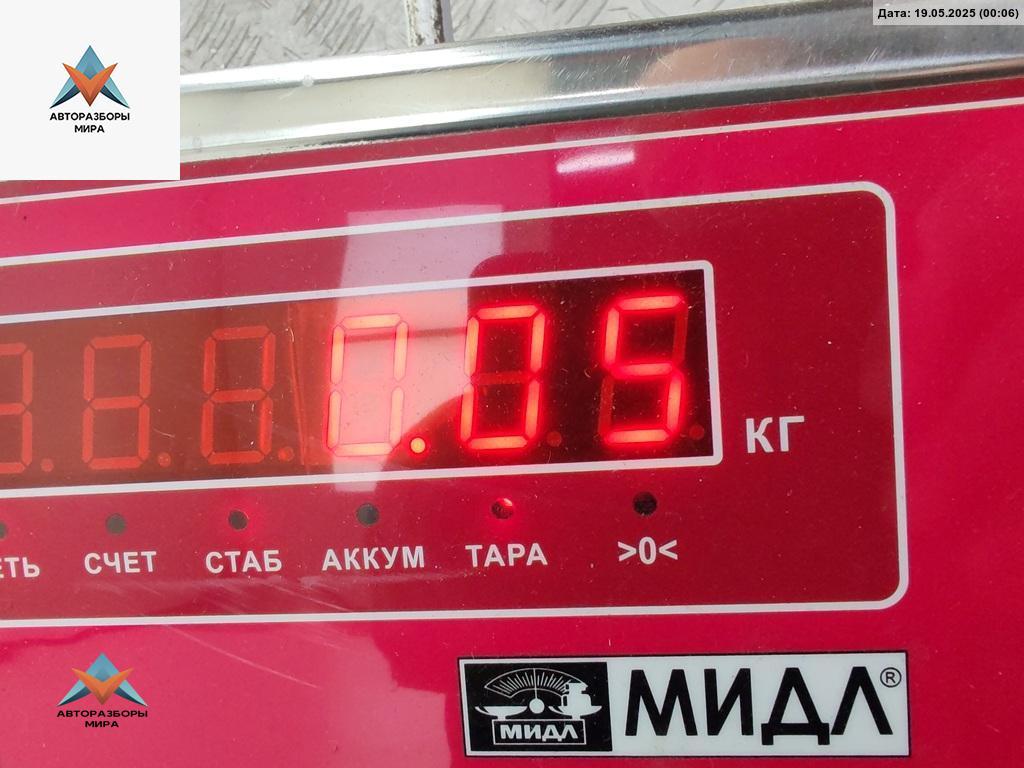 Дата: 19.05.2025 (00:06)
АВТОРАЗБОРЫ
МИРА
0.05
КГ
ЕТЬ СЧЕТ СТАБ АККУМ ТАРА >0<
АВТОРАЗБОРЫ
МИРА
МИДЛ
МИДЛ®